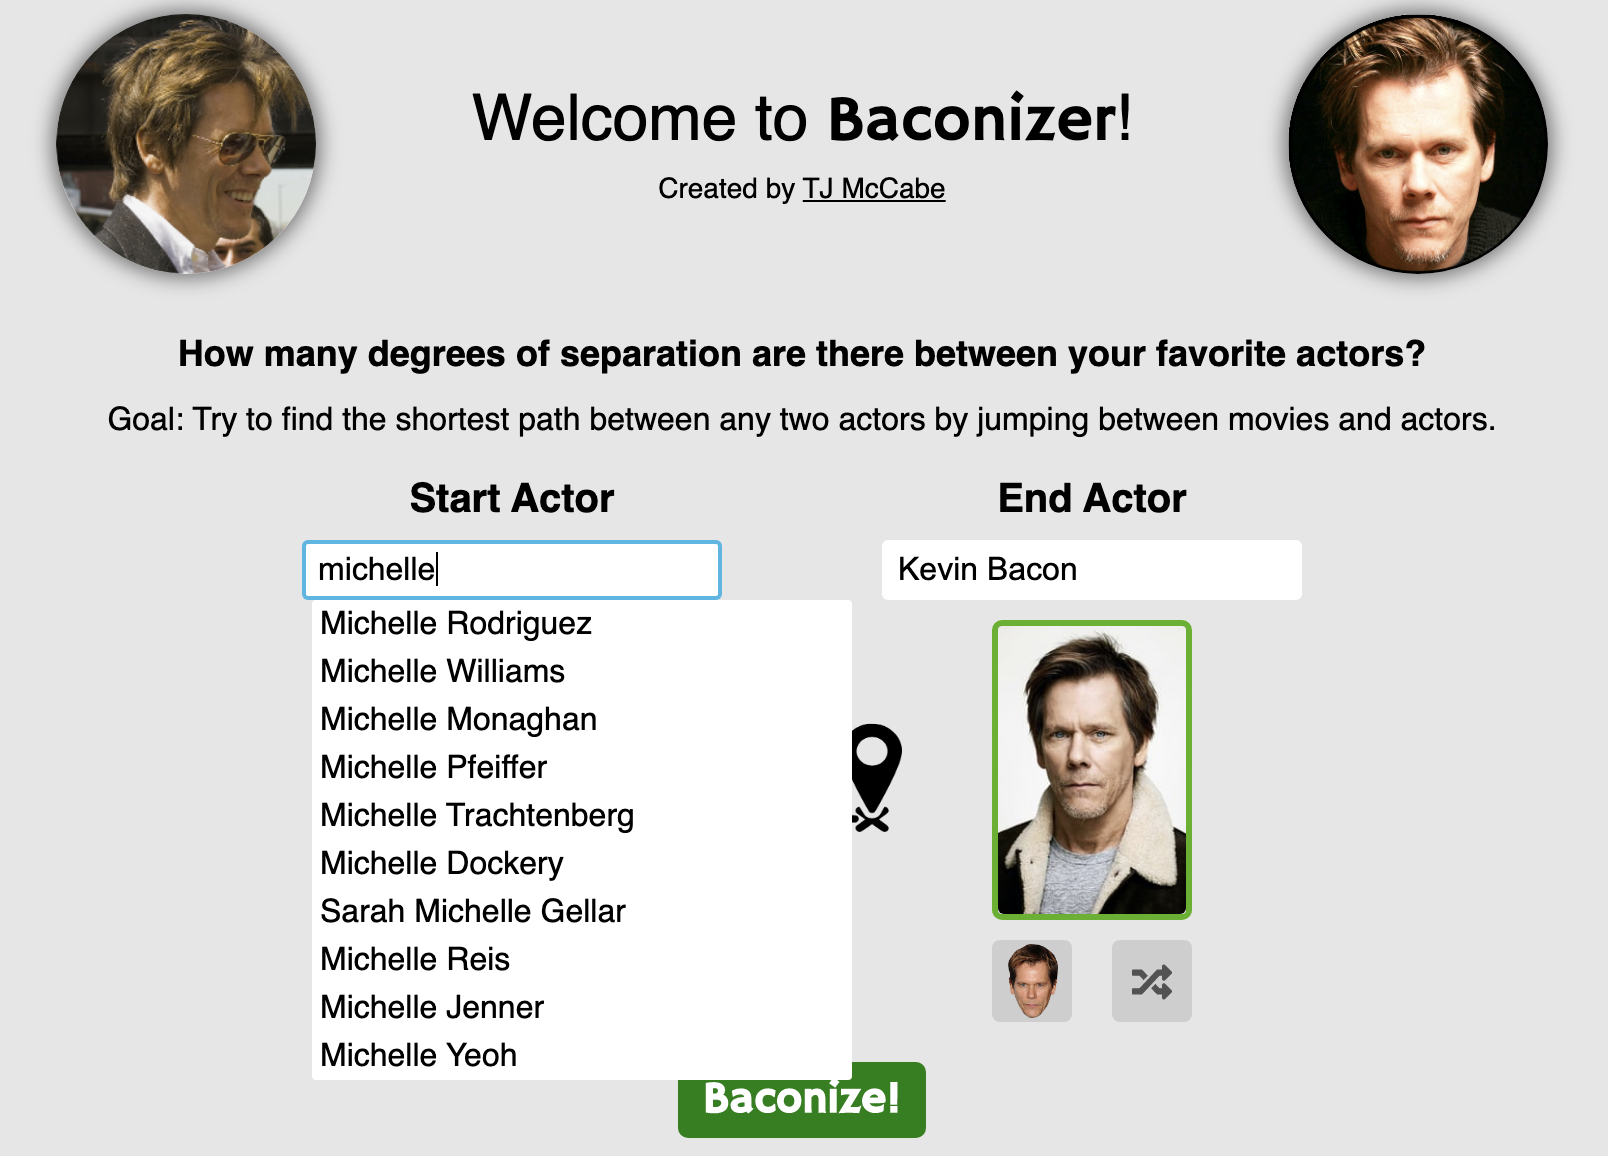 Welcome to Baconizer!
Created by TJ McCabe
How many degrees of separation are there between your favorite actors?
Goal: Try to find the shortest path between any two actors by jumping between movies and actors.
Start Actor
michelle
Michelle Rodriguez
Michelle Williams
Michelle Monaghan
Michelle Pfeiffer
Michelle Trachtenberg
Michelle Dockery
Sarah Michelle Gellar
Michelle Reis
Michelle Jenner
Michelle Yeoh
End Actor
Kevin Bacon
Baconize!